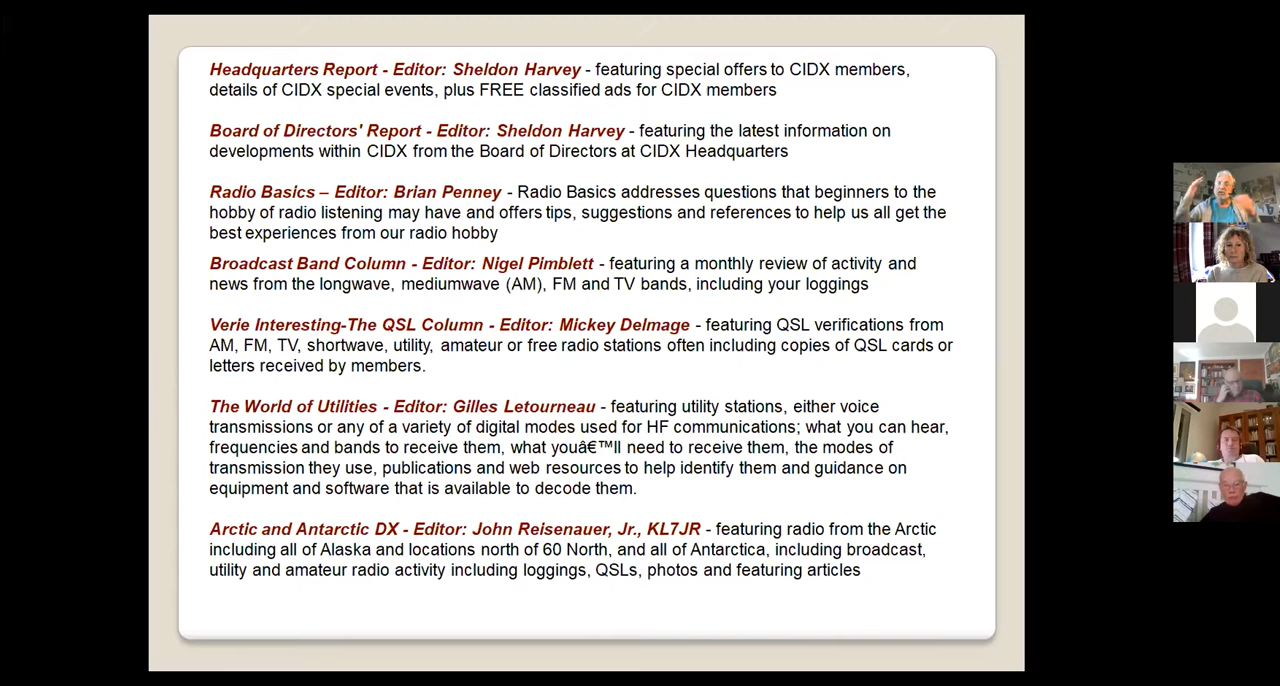 Headquarters Report - Editor: Sheldon Harvey - featuring special offers to CIDX members,
details of CIDX special events, plus FREE classified ads for CIDX members
Board of Directors' Report - Editor: Sheldon Harvey - featuring the latest information on
developments within CIDX from the Board of Directors at CIDX Headquarters
Radio Basics – Editor: Brian Penney - Radio Basics addresses questions that beginners to the
hobby of radio listening may have and offers tips, suggestions and references to help us all get the
best experiences from our radio hobby
Broadcast Band Column - Editor: Nigel Pimblett - featuring a monthly review of activity and
news from the longwave, mediumwave (AM), FM and TV bands, including your loggings
Verie Interesting-The QSL Column - Editor: Mickey Delmage - featuring QSL verifications from
AM, FM, TV, shortwave, utility, amateur or free radio stations often including copies of QSL cards or
letters received by members.
The World of Utilities - Editor: Gilles Letourneau - featuring utility stations, either voice
transmissions or any of a variety of digital modes used for HF communications; what you can hear,
frequencies and bands to receive them, what youâ€™ll need to receive them, the modes of
transmission they use, publications and web resources to help identify them and guidance on
equipment and software that is available to decode them.
Arctic and Antarctic DX - Editor: John Reisenauer, Jr., KL7JR - featuring radio from the Arctic
including all of Alaska and locations north of 60 North, and all of Antarctica, including broadcast,
utility and amateur radio activity including loggings, QSLs, photos and featuring articles